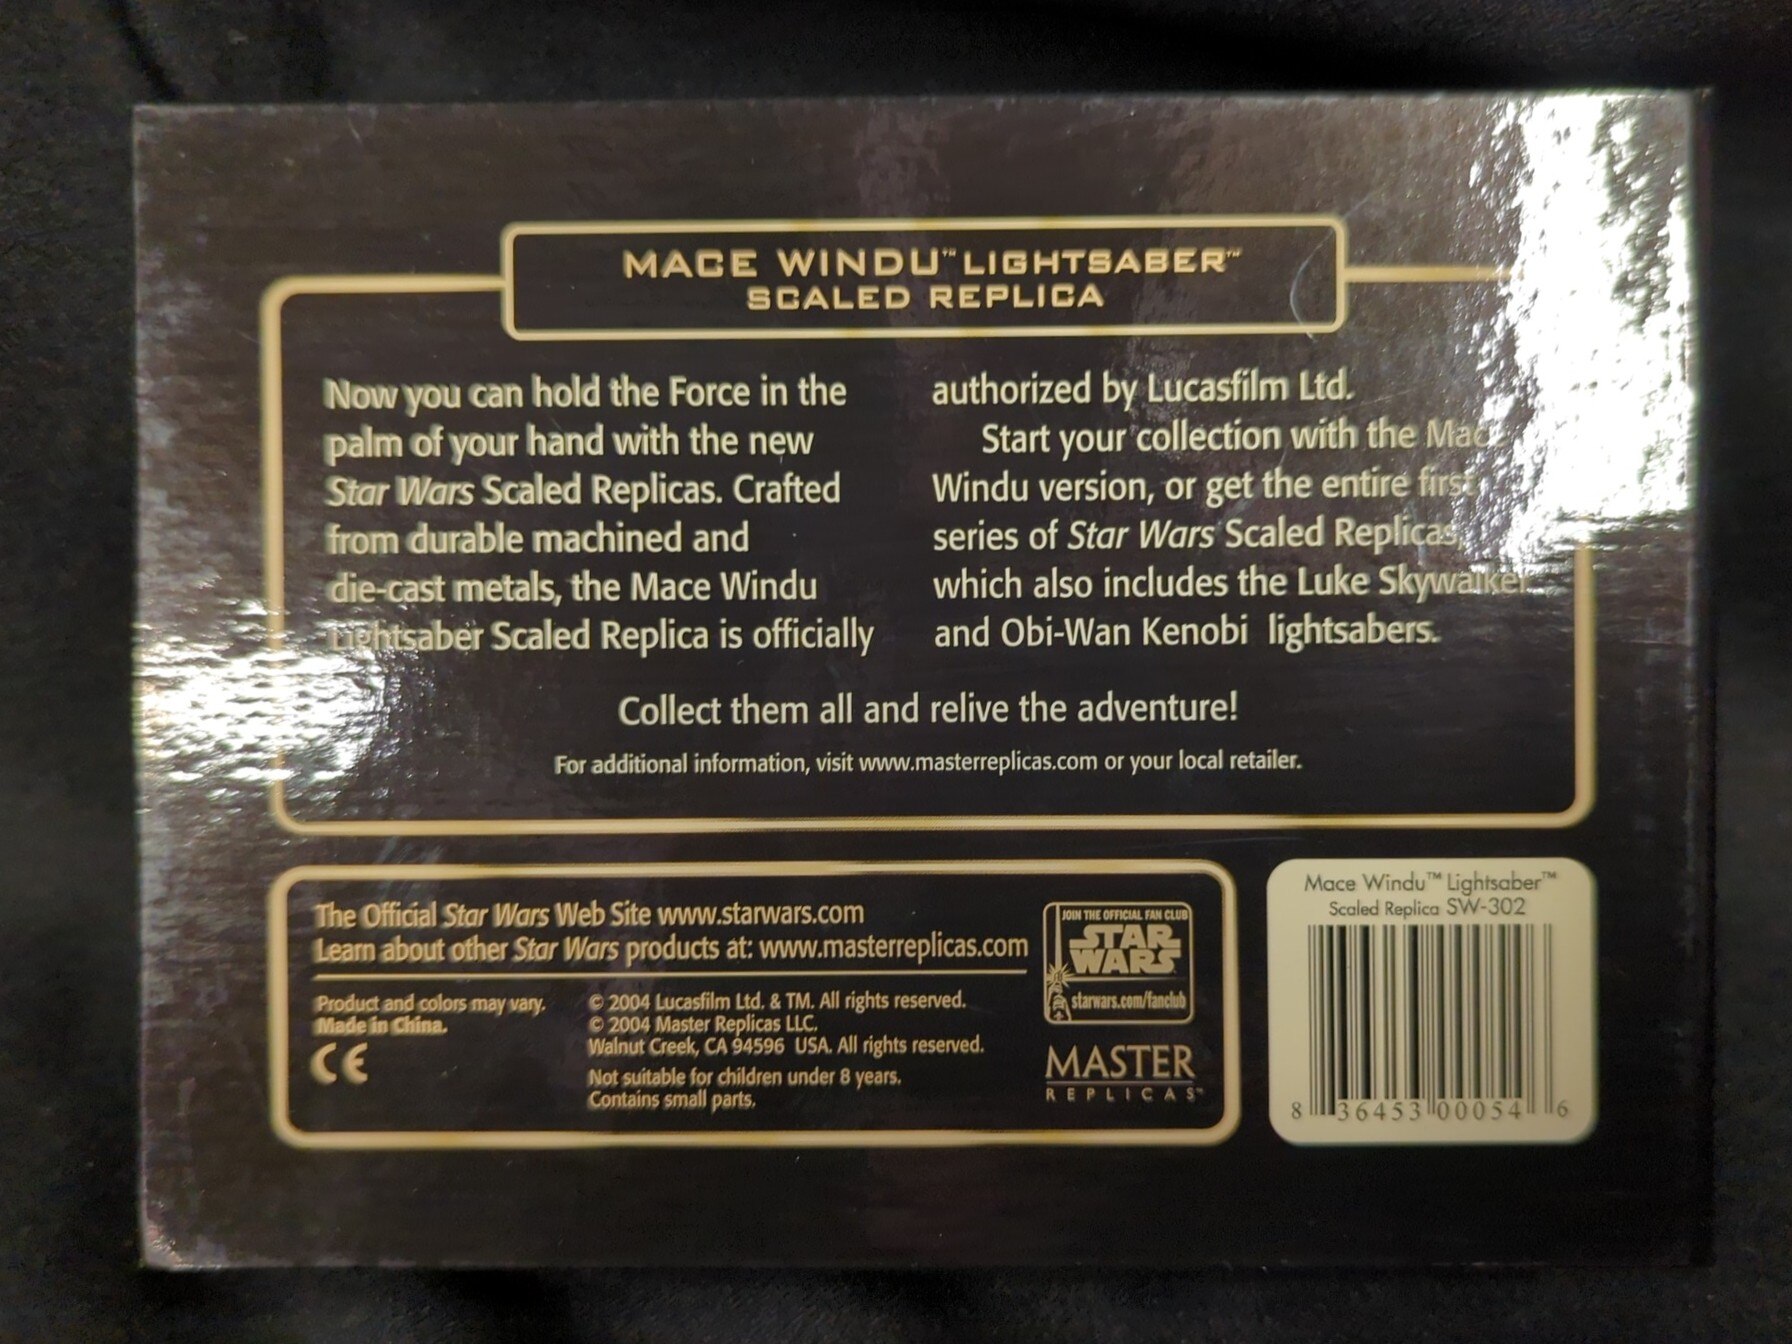 MACE WINDU™ LIGHTSABER™
SCALED REPLICA
Now you can hold the Force in the
palm of your hand with the new
Star Wars Scaled Replicas. Crafted
from durable machined and
die-cast metals, the Mace Windu
Lightsaber Scaled Replica is officially
authorized by Lucasfilm Ltd.
Start your collection with the Mace
Windu version, or get the entire first
series of Star Wars Scaled Replicas,
which also includes the Luke Skywalker
and Obi-Wan Kenobi lightsabers.
Collect them all and relive the adventure!
For additional information, visit www.masterreplicas.com or your local retailer.
The Official Star Wars Web Site www.starwars.com
Learn about other Star Wars products at: www.masterreplicas.com
Product and colors may vary.
Made in China.
CE
© 2004 Lucasfilm Ltd. & TM. All rights reserved.
© 2004 Master Replicas LLC.
Walnut Creek, CA 94596 USA. All rights reserved.
Not suitable for children under 8 years.
Contains small parts.
JOIN THE OFFICIAL FAN CLUB
STAR
WARS
starwars.com/fanclub
MASTER
REPLICAS™
Mace Windu™ Lightsaber™
Scaled Replica SW-302
8 36453 00054 6